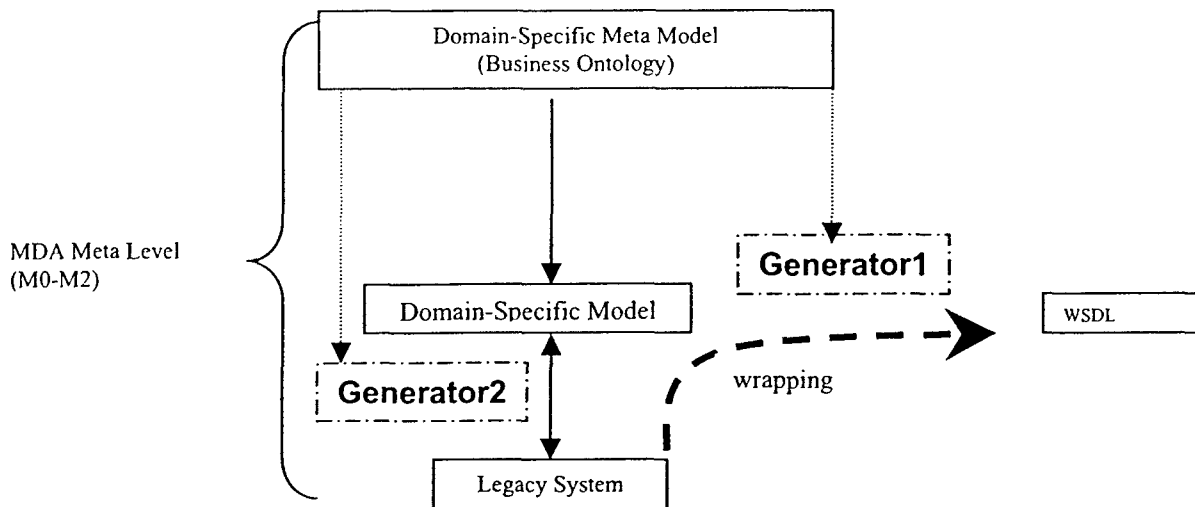 Domain-Specific Meta Model
(Business Ontology)
MDA Meta Level
(M0-M2)
Generator1
Domain-Specific Model
WSDL
Generator2
wrapping
Legacy System